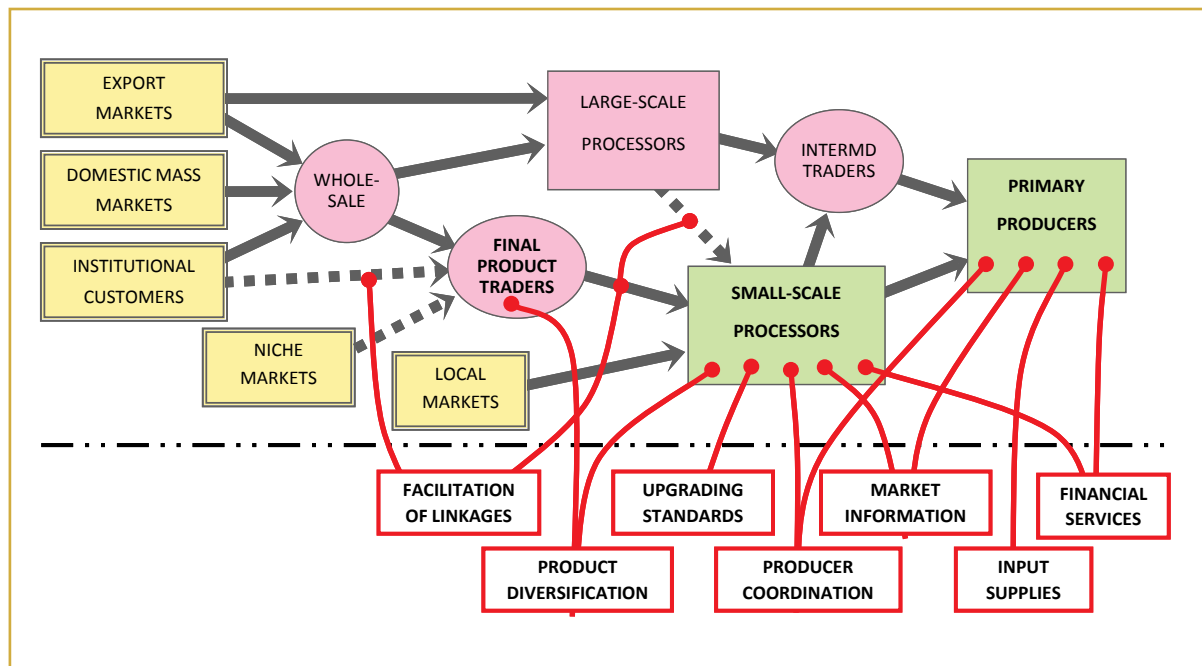 EXPORT
MARKETS
DOMESTIC MASS
MARKETS
INSTITUTIONAL
CUSTOMERS
NICHE
MARKETS
LOCAL
MARKETS
WHOLE-
SALE
FINAL
PRODUCT
TRADERS
LARGE-SCALE
PROCESSORS
SMALL-SCALE
PROCESSORS
INTERMD
TRADERS
PRIMARY
PRODUCERS
FACILITATION
OF LINKAGES
UPGRADING
STANDARDS
MARKET
INFORMATION
FINANCIAL
SERVICES
PRODUCT
DIVERSIFICATION
PRODUCER
COORDINATION
INPUT
SUPPLIES